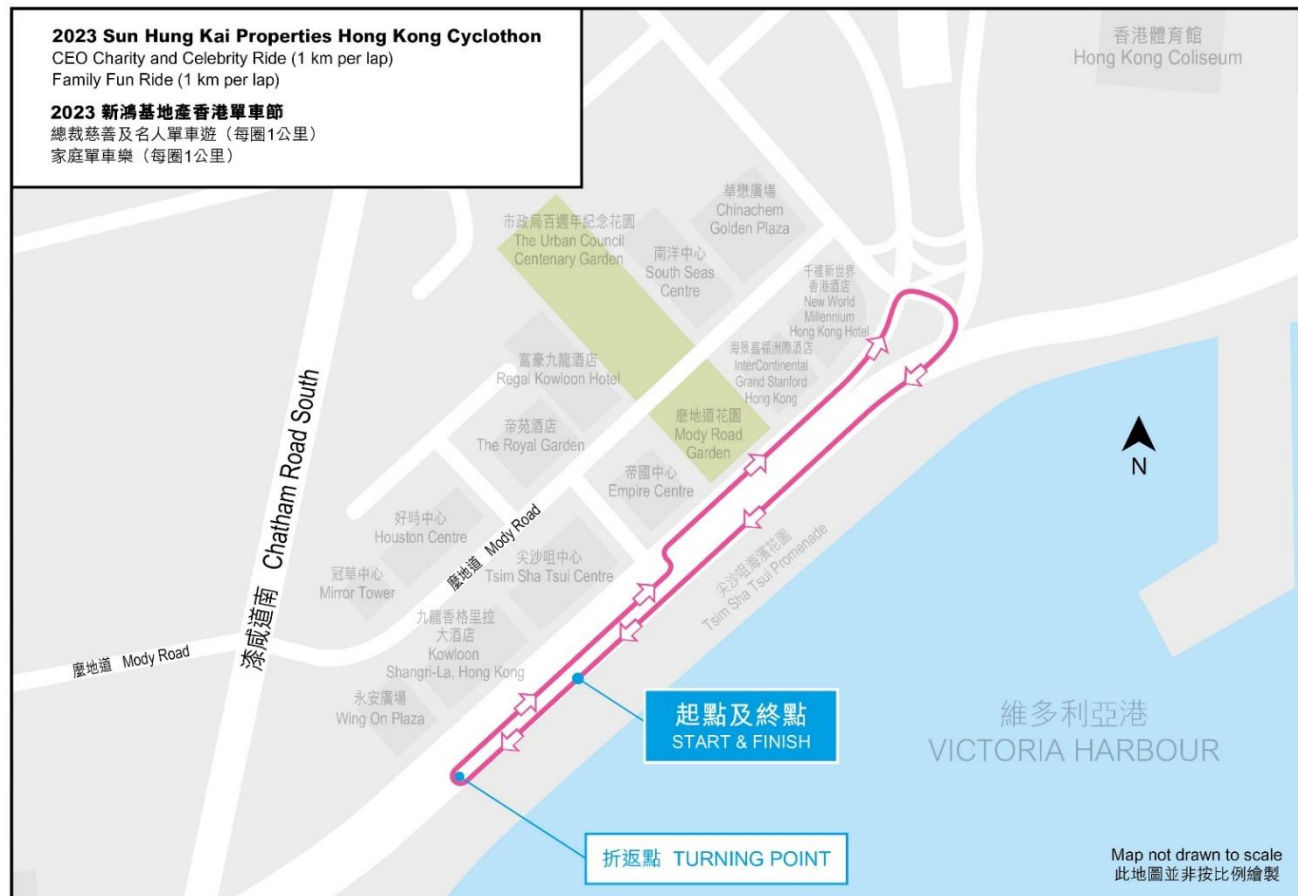 2023 Sun Hung Kai Properties Hong Kong Cyclothon
CEO Charity and Celebrity Ride (1 km per lap)
Family Fun Ride (1 km per lap)
2023 新鴻基地產香港單車節
總裁慈善及名人單車遊（每圈1公里）
家庭單車樂（每圈1公里）
香港體育館
Hong Kong Coliseum
華懋廣場
Chinachem
Golden Plaza
市政局百週年紀念花園
The Urban Council
Centenary Garden
南洋中心
South Seas
Centre
千禧新世界
香港酒店
New World
Millennium
Hong Kong Hotel
海景嘉福洲際酒店
InterContinental
Grand Stanford
Hong Kong
富豪九龍酒店
Regal Kowloon Hotel
帝苑酒店
The Royal Garden
麼地道花園
Mody Road
Garden
帝國中心
Empire Centre
漆咸道南 Chatham Road South
好時中心
Houston Centre
麼地道 Mody Road
尖沙咀中心
Tsim Sha Tsui Centre
冠華中心
Mirror Tower
尖沙咀海濱花園
Tsim Sha Tsui Promenade
九龍香格里拉
大酒店
Kowloon
Shangri-La, Hong Kong
麼地道 Mody Road
永安廣場
Wing On Plaza
N
起點及終點
START & FINISH
維多利亞港
VICTORIA HARBOUR
折返點 TURNING POINT
Map not drawn to scale
此地圖並非按比例繪製